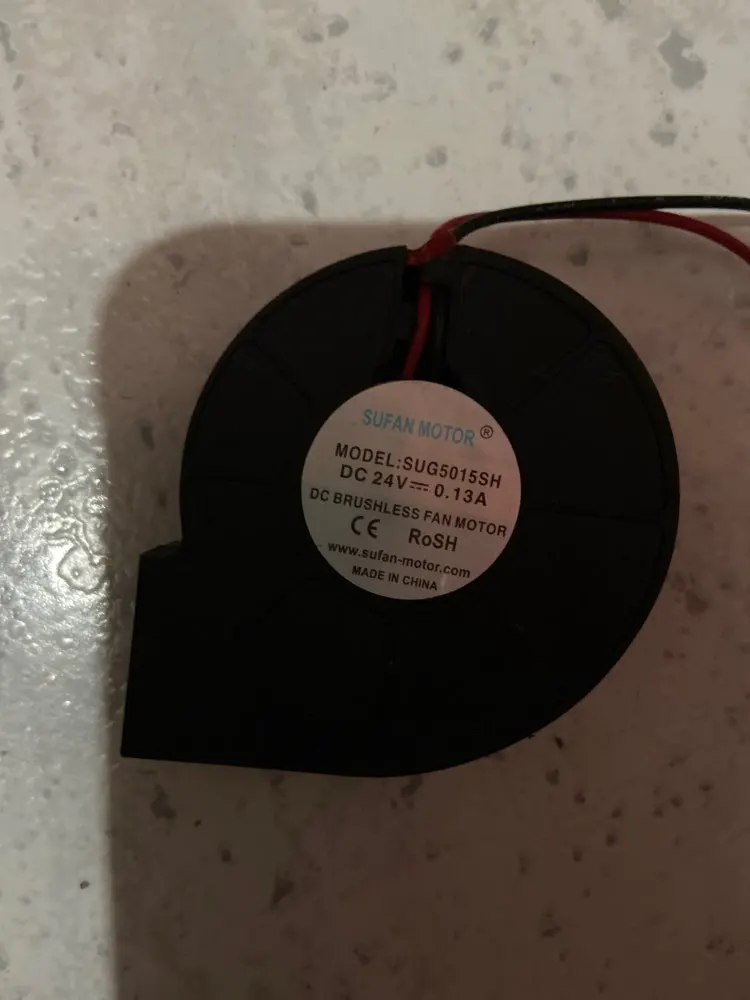 SUFAN MOTOR ®
MODEL:SUG5015SH
DC 24V⎓ 0.13A
DC BRUSHLESS FAN MOTOR
CE RoSH
www.sufan-motor.com
MADE IN CHINA